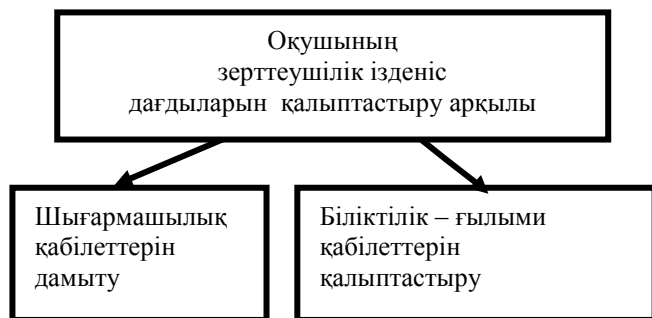 Оқушының
зерттеушілік ізденіс
дағдыларын қалыптастыру арқылы
Шығармашылық
қабілеттерін
дамыту
Біліктілік – ғылыми
қабілеттерін
қалыптастыру